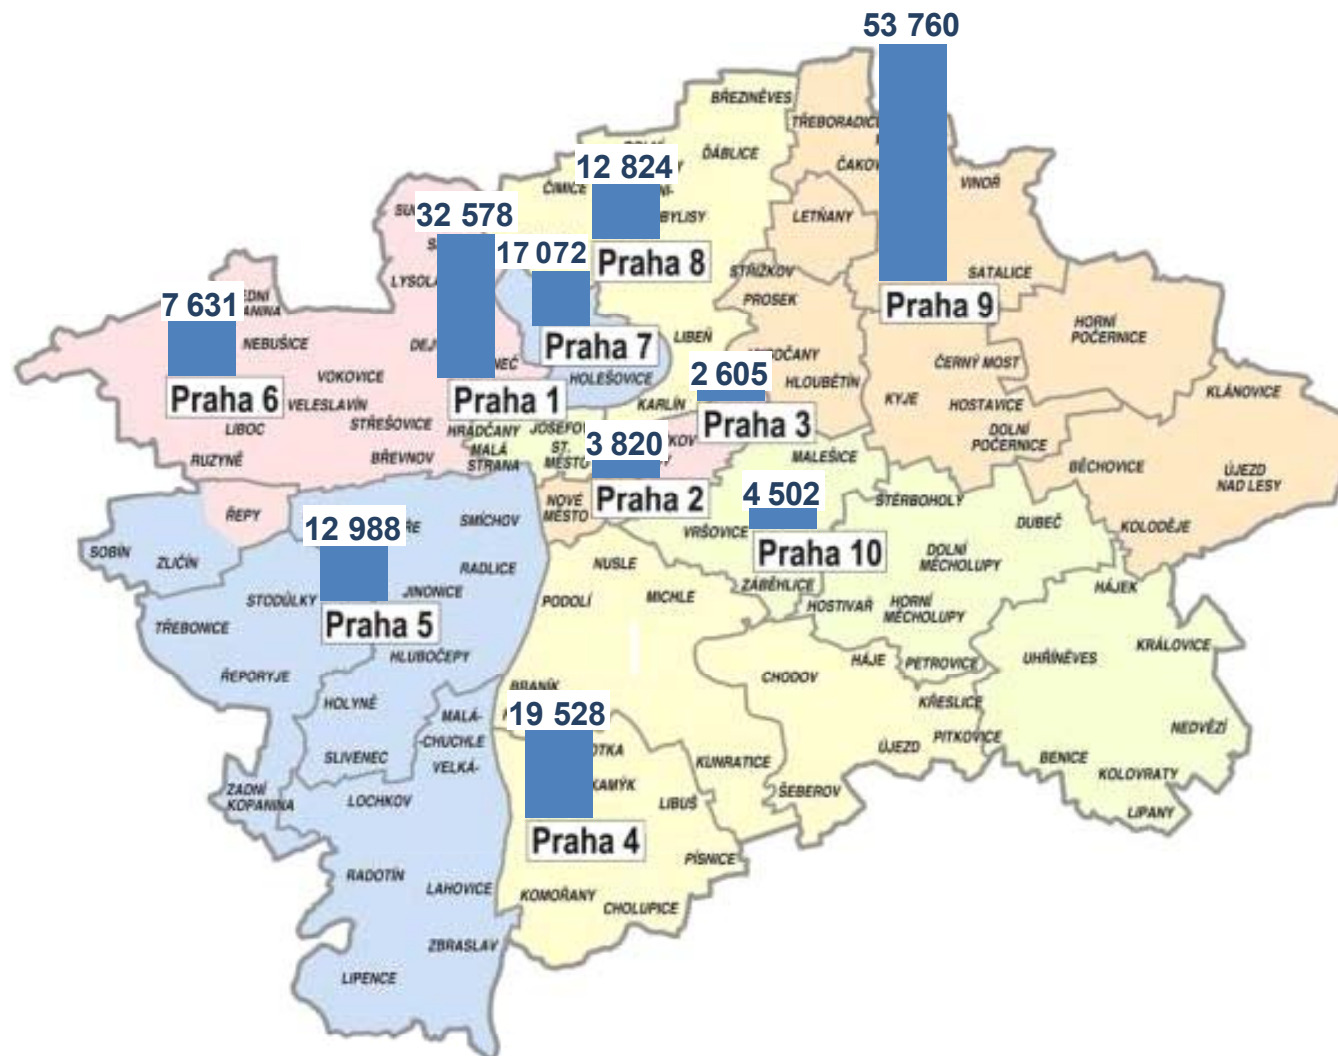 53 760
BŘEZINĚVES
ĎÁBLICE
VINOŘ
12 824
ČIMICE
LETŇANY
32 578
17 072
Praha 8
STŘÍŽKOV
SATALICE
PROSEK
Praha 9
HORNÍ
POČERNICE
7 631
NEBUŠICE
Praha 7
LIBEŇ
HOLEŠOVICE
VOKOVICE
Praha 6
VELESLAVÍN
Praha 1
2 605
HLOUBĚTÍN
ČERNÝ MOST
KYJE
HOSTAVICE
KLÁNOVICE
KARLÍN
Praha 3
LIBOC
STŘEŠOVICE
HRADČANY
DOLNÍ
POČERNICE
RUZYNĚ
BŘEVNOV
MALÁ
STRANA
ST.
MĚSTO
3 820
MALEŠICE
BĚCHOVICE
ÚJEZD
NAD LESY
Praha 2
4 502
ŠTĚRBOHOLY
ŘEPY
NOVÉ
MĚSTO
12 988
SMÍCHOV
VRŠOVICE
DUBEČ
KOLODĚJE
SOBÍN
ZLIČÍN
Praha 10
DOLNÍ
MĚCHOLUPY
RADLICE
NUSLE
ZÁBĚHLICE
HÁJEK
STODŮLKY
JINONICE
PODOLÍ
MICHLE
HOSTIVAŘ
HORNÍ
MĚCHOLUPY
TŘEBONICE
Praha 5
HLUBOČEPY
HÁJE
PETROVICE
UHŘÍNĚVES
KRÁLOVICE
ŘEPORYJE
CHODOV
BRANÍK
HOLYNĚ
MALÁ-
-CHUCHLE
VELKÁ-
19 528
KŘESLICE
PITKOVICE
NEDVĚZÍ
SLIVENEC
KUNRATICE
ÚJEZD
BENICE
KOLOVRATY
LIPANY
ZADNÍ
KOPANINA
LOCHKOV
KAMÝK
LIBUŠ
ŠEBEROV
Praha 4
PÍSNICE
RADOTÍN
LAHOVICE
KOMOŘANY
CHOLUPICE
ZBRASLAV
LIPENCE